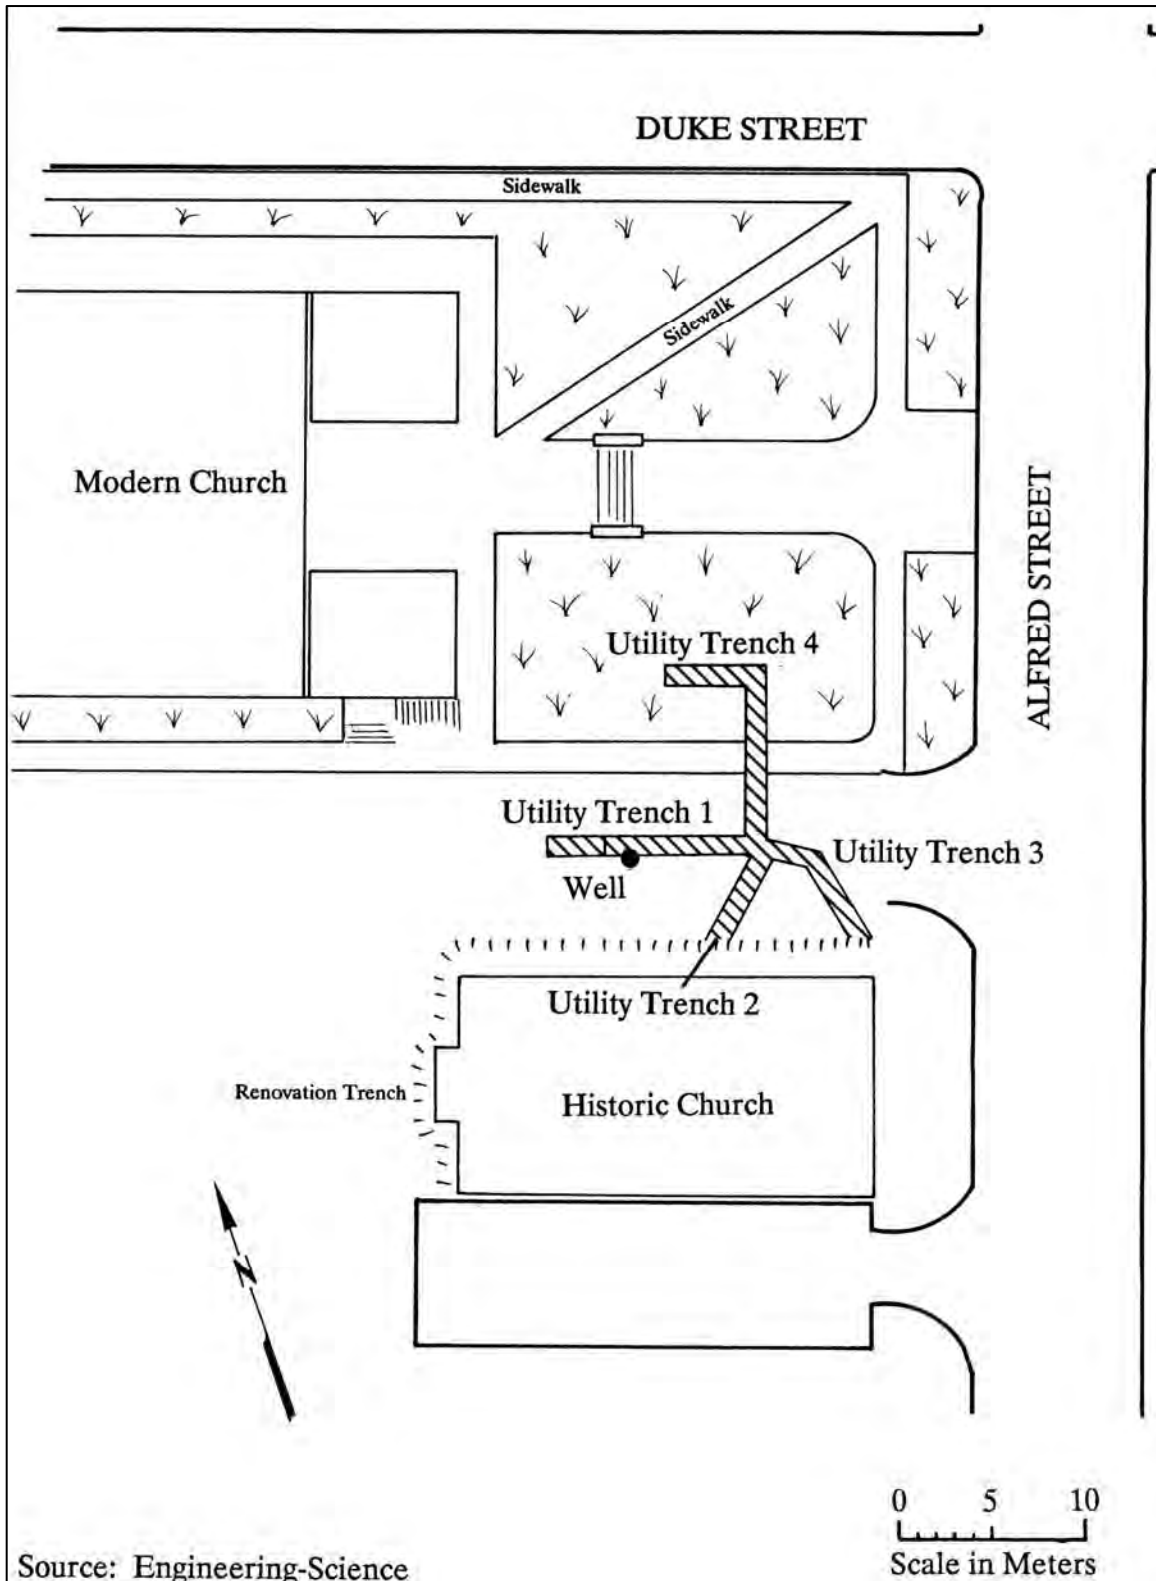 DUKE STREET
Sidewalk
Sidewalk
Modern Church
ALFRED STREET
Utility Trench 4
Utility Trench 1
Utility Trench 3
Well
Utility Trench 2
Renovation Trench
Historic Church
N
0 5 10
Scale in Meters
Source: Engineering-Science